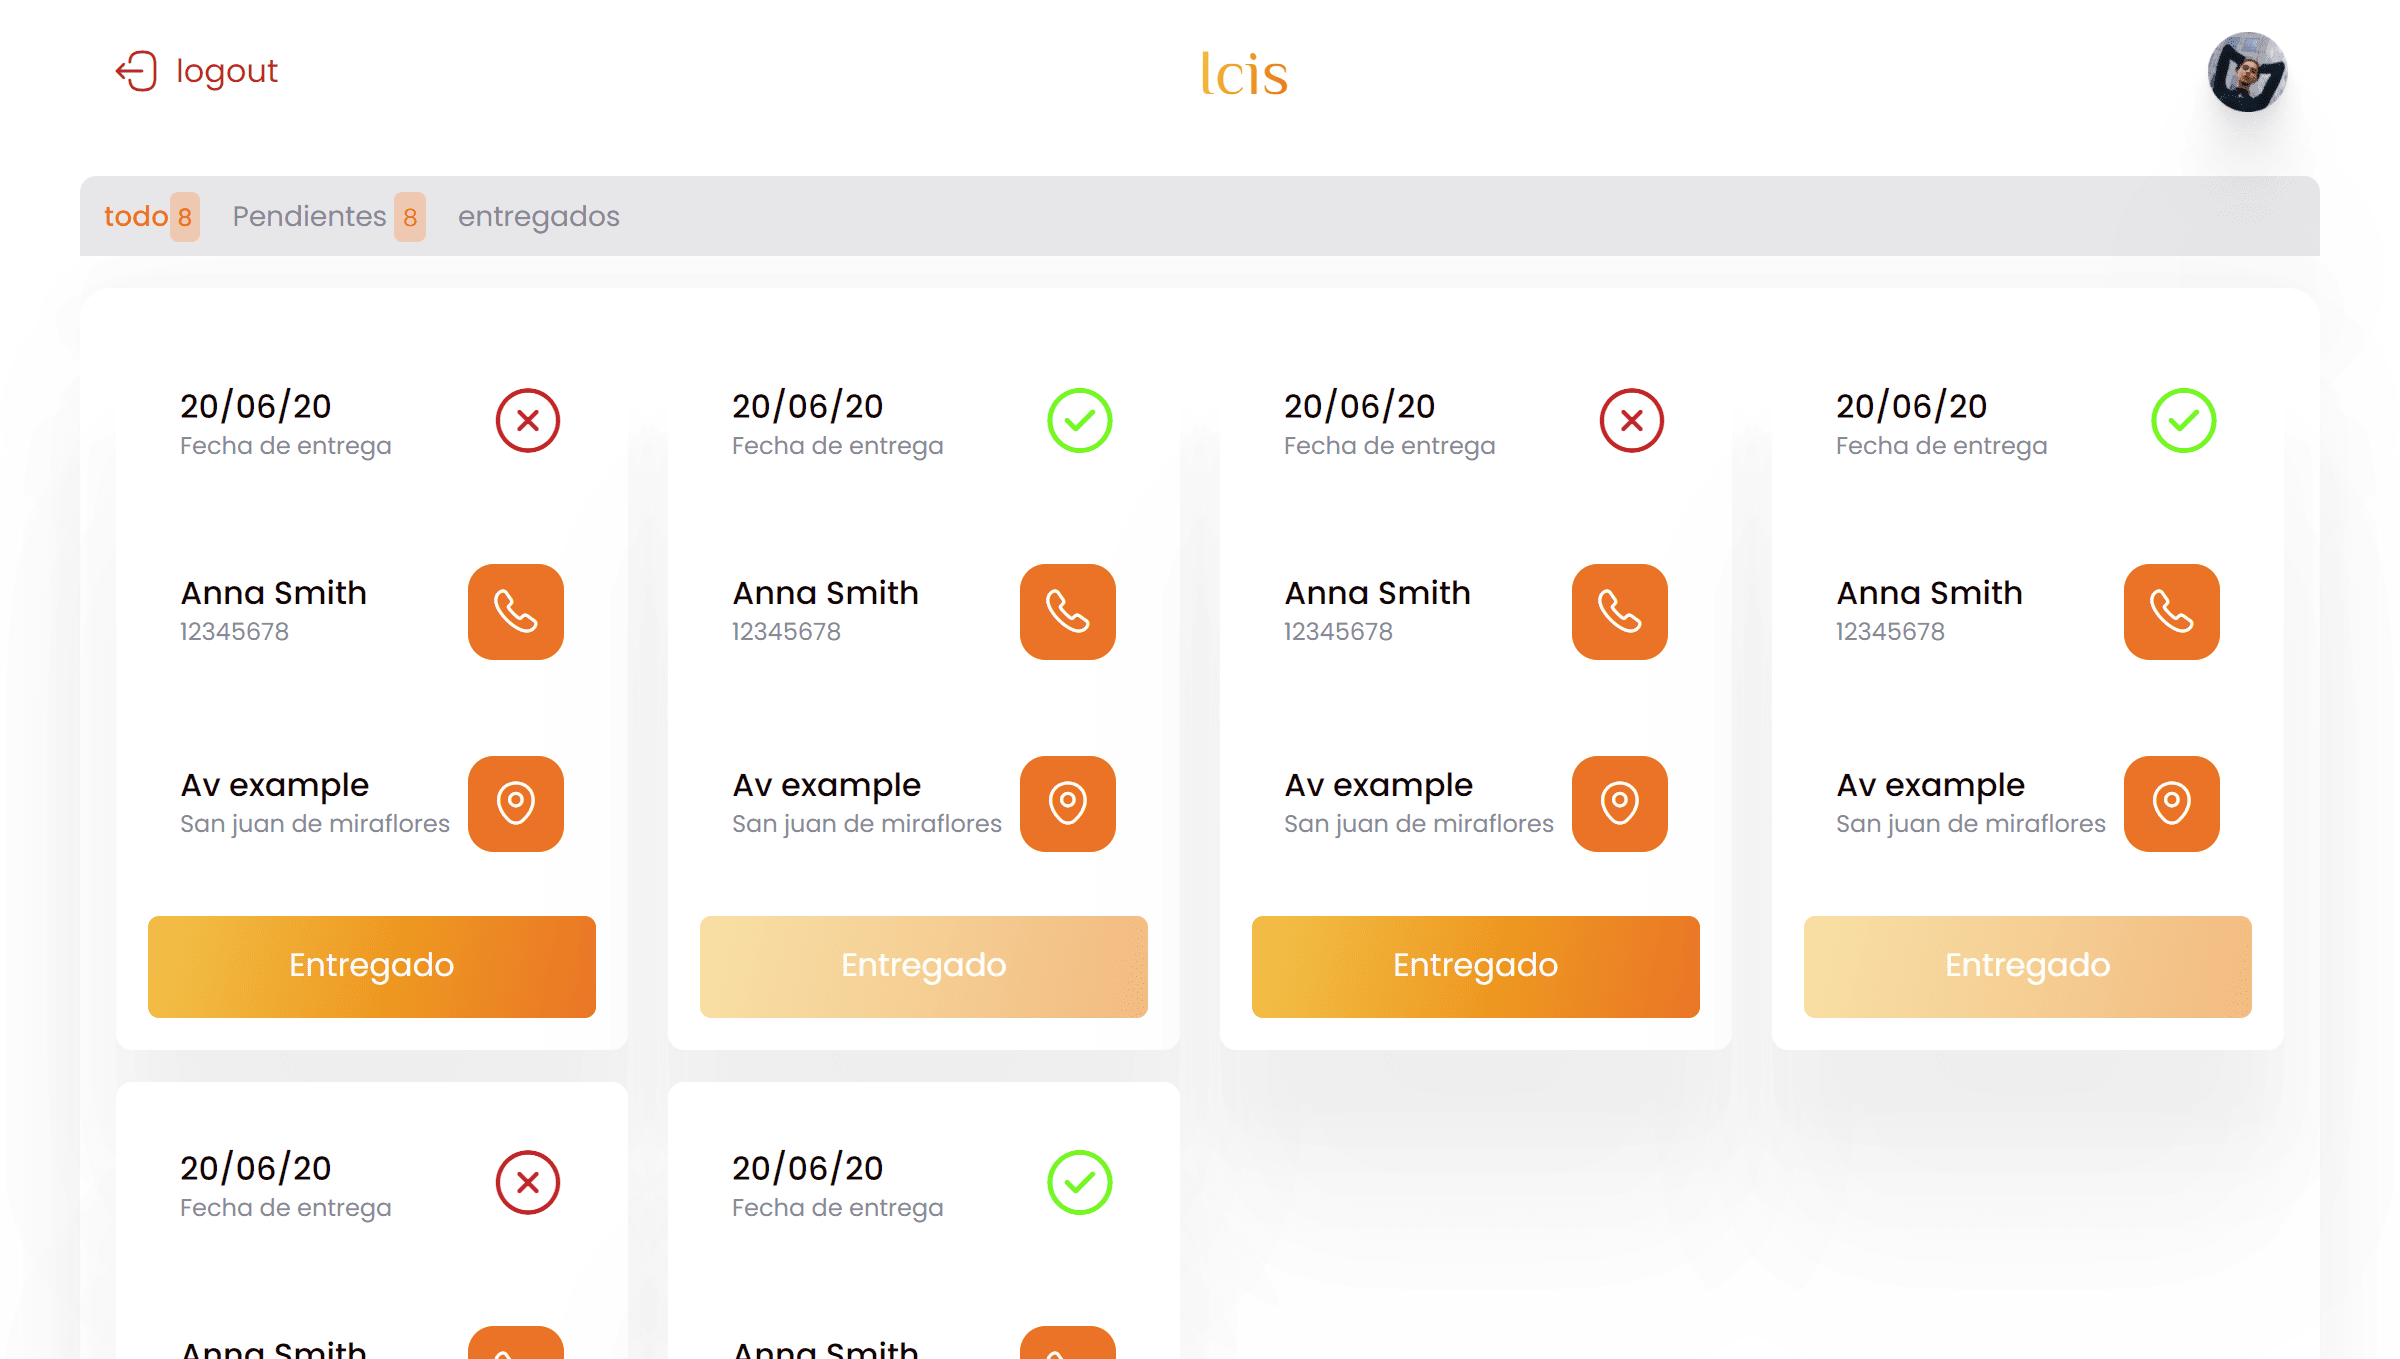 logout
lcis
todo 8 Pendientes 8 entregados
20/06/20
Fecha de entrega
Anna Smith
12345678
Av example
San juan de miraflores
Entregado
20/06/20
Fecha de entrega
Anna Smith
12345678
Av example
San juan de miraflores
Entregado
20/06/20
Fecha de entrega
Anna Smith
12345678
Av example
San juan de miraflores
Entregado
20/06/20
Fecha de entrega
Anna Smith
12345678
Av example
San juan de miraflores
Entregado
20/06/20
Fecha de entrega
Anna Smith
20/06/20
Fecha de entrega
Anna Smith